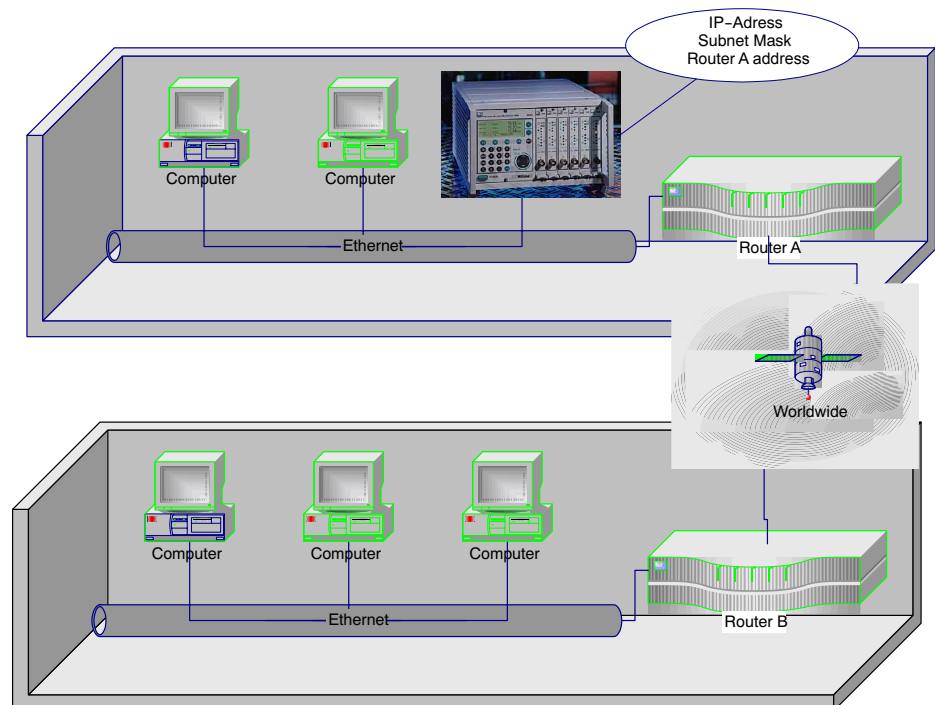 IP-Adress
Subnet Mask
Router A address
Computer
Computer
Ethernet
Router A
Worldwide
Computer
Computer
Computer
Ethernet
Router B